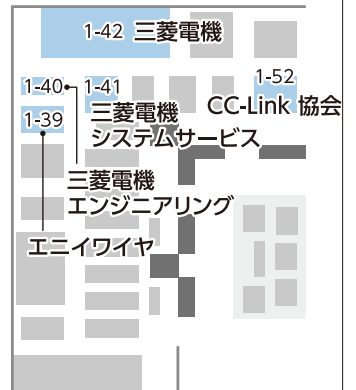 1-42 三菱電機
1-40
1-41
1-52
三菱電機
システムサービス
CC-Link 協会
1-39
三菱電機
エンジニアリング
エニイワイヤ